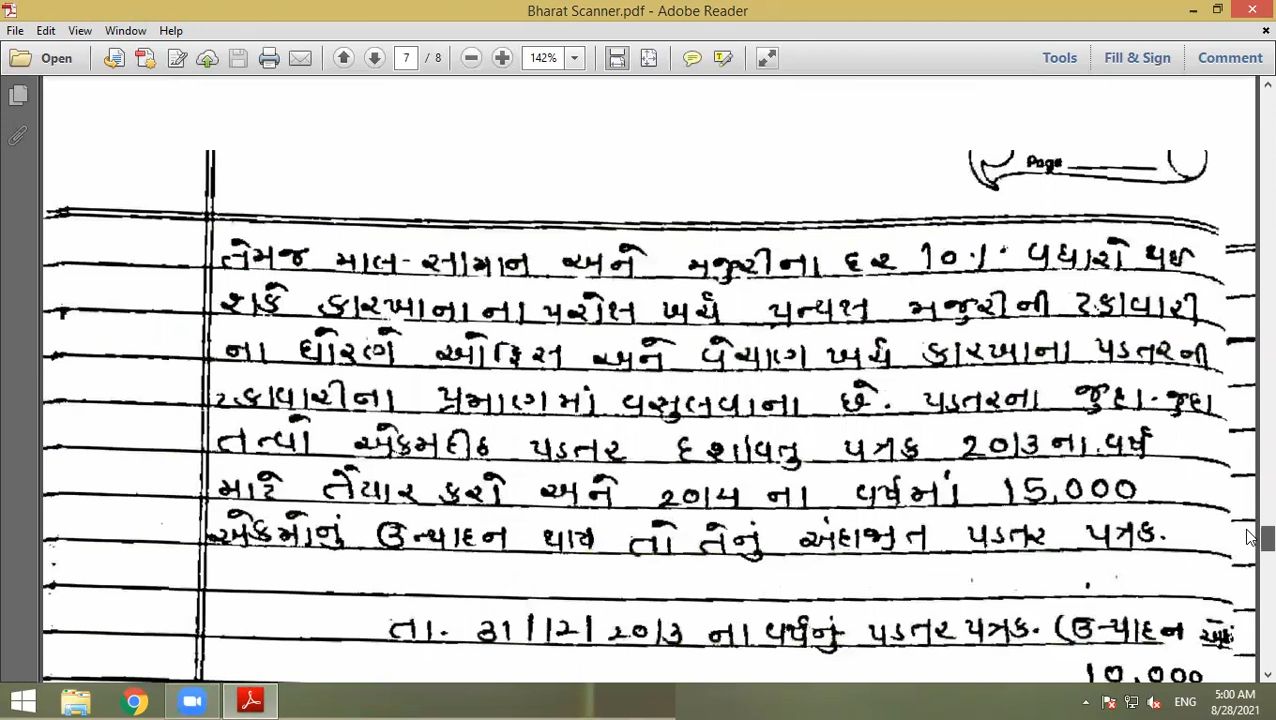 Bharat Scanner.pdf - Adobe Reader
File Edit View Window Help
Open 7 / 8 142% Tools Fill & Sign Comment
Page
તેમજ માલ-સામાન અને મજુરીના દર 10.1. વધારો થઇ
શકે કારખાના ના પરોક્ષ ખર્ચ પ્રત્યક્ષ મજુરીની ટકાવારી
ના ધોરણે ઓફિસ અને વેચાણ ખર્ચ કારખાના પડતરની
ટકાવારીના પ્રમાણમાં વસુલવાના છે. પડતરના જુદા-જુદા
તત્વો એકમદીઠ પડતર દર્શાવતુ પત્રક 2013 ના વર્ષ
માટે તૈયાર કરો અને 2014 ના વર્ષમાં 15,000
એકમોનું ઉત્પાદન થાય તો તેનું અંદાજીત પડતર પત્રક.
તા. 31/12/2013 ના વર્ષનું પડતર પત્રક. (ઉત્પાદન
10,000
ENG 5:00 AM
8/28/2021